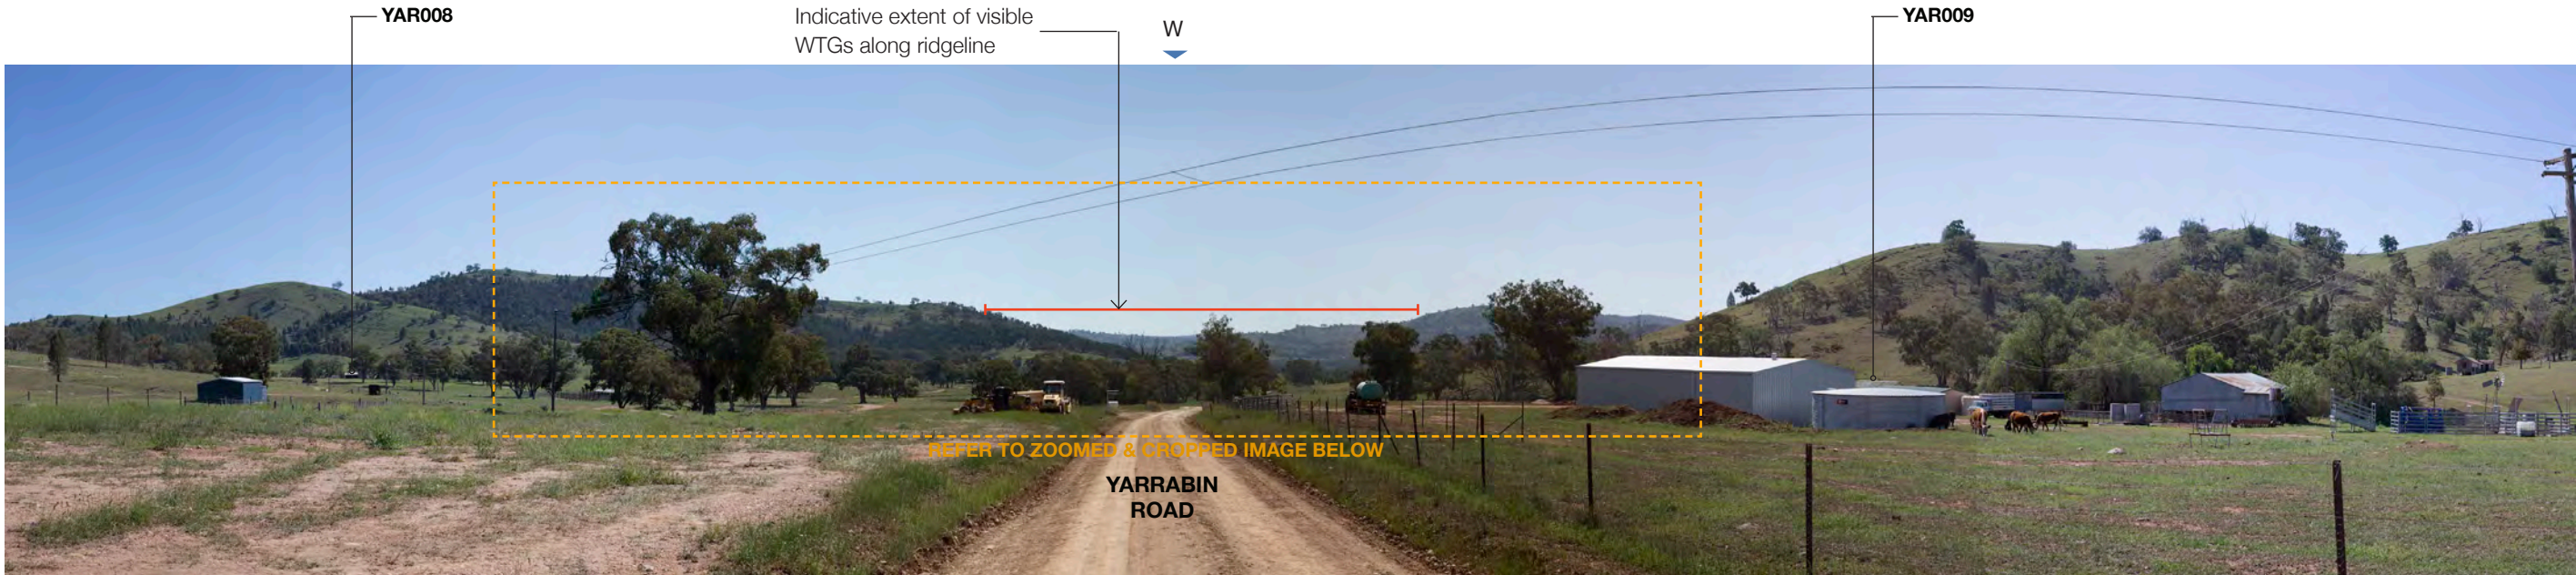 YAR008
Indicative extent of visible
WTGs along ridgeline
W
YAR009
REFER TO ZOOMED & CROPPED IMAGE BELOW
YARRABIN
ROAD